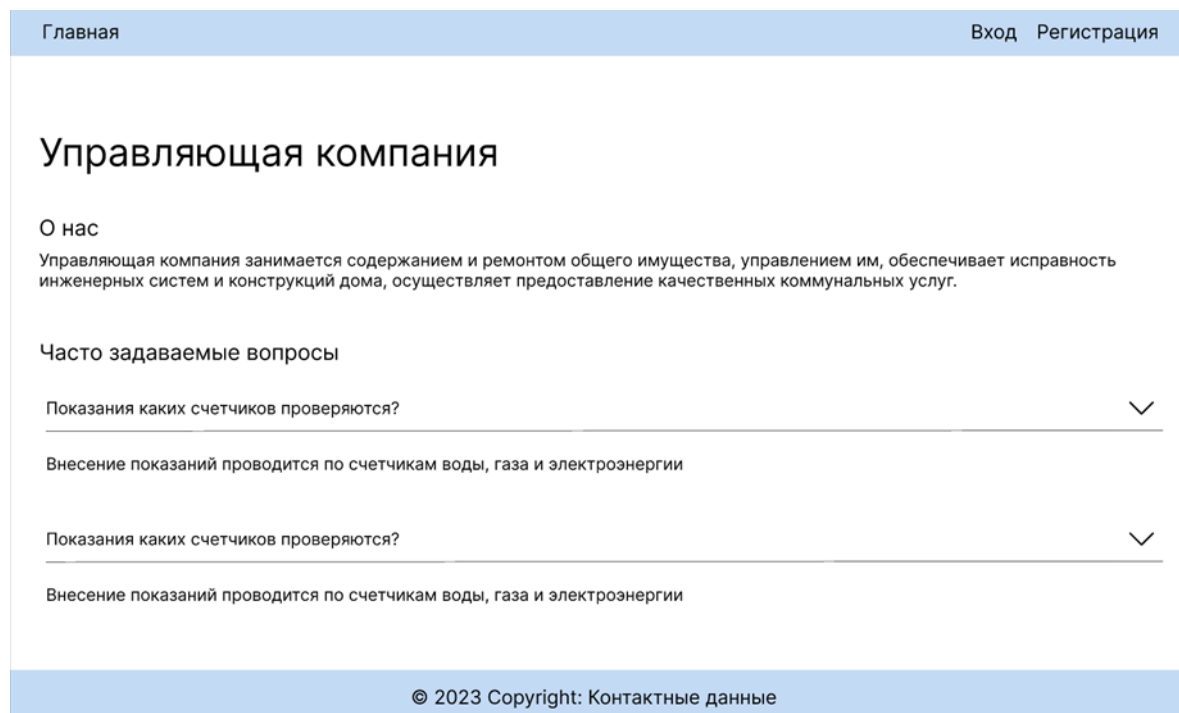 Главная Вход Регистрация
Управляющая компания
О нас
Управляющая компания занимается содержанием и ремонтом общего имущества, управлением им, обеспечивает исправность
инженерных систем и конструкций дома, осуществляет предоставление качественных коммунальных услуг.
Часто задаваемые вопросы
Показания каких счетчиков проверяются?
Внесение показаний проводится по счетчикам воды, газа и электроэнергии
Показания каких счетчиков проверяются?
Внесение показаний проводится по счетчикам воды, газа и электроэнергии
© 2023 Copyright: Контактные данные